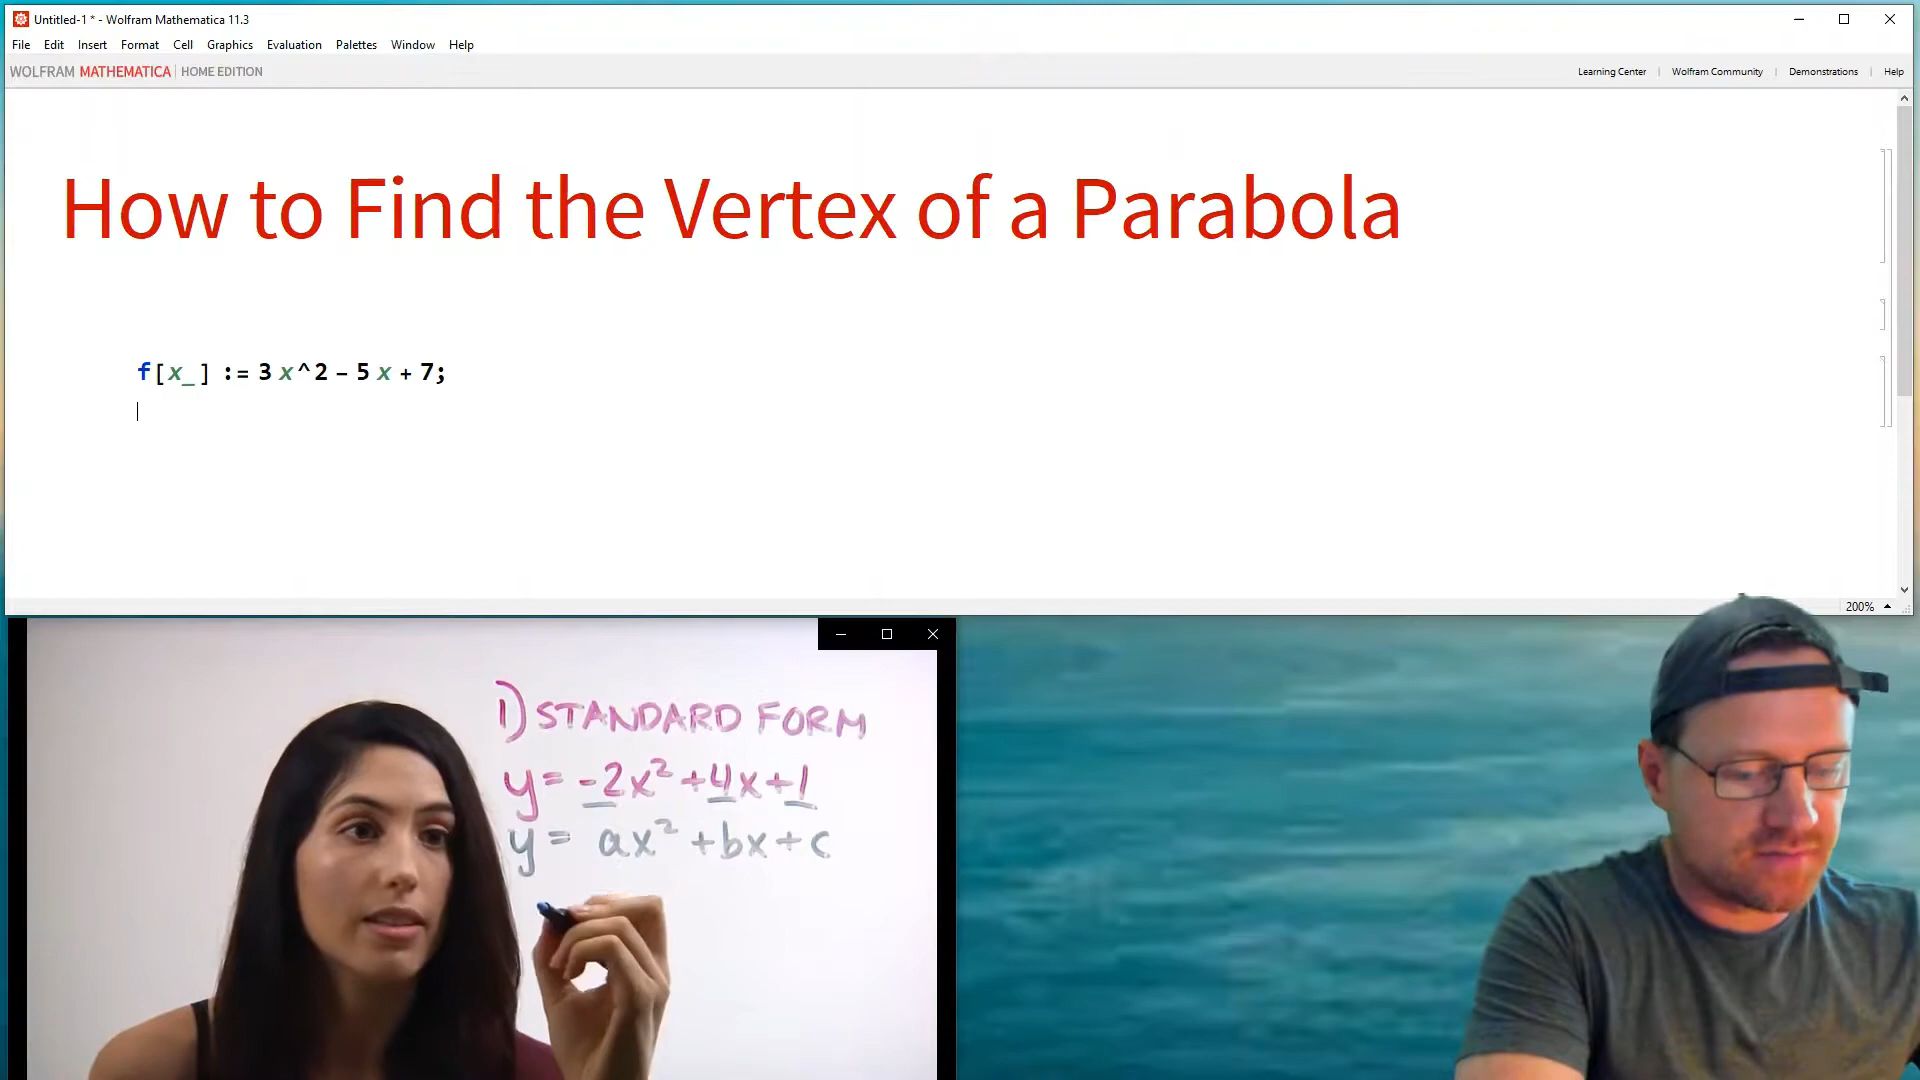 Untitled-1 * - Wolfram Mathematica 11.3
File Edit Insert Format Cell Graphics Evaluation Palettes Window Help
WOLFRAM MATHEMATICA | HOME EDITION
Learning Center | Wolfram Community | Demonstrations | Help
How to Find the Vertex of a Parabola
f[x_] := 3 x^2 - 5 x + 7;
200%
1) STANDARD FORM
y = -2x² + 4x + 1
y = ax² + bx + c